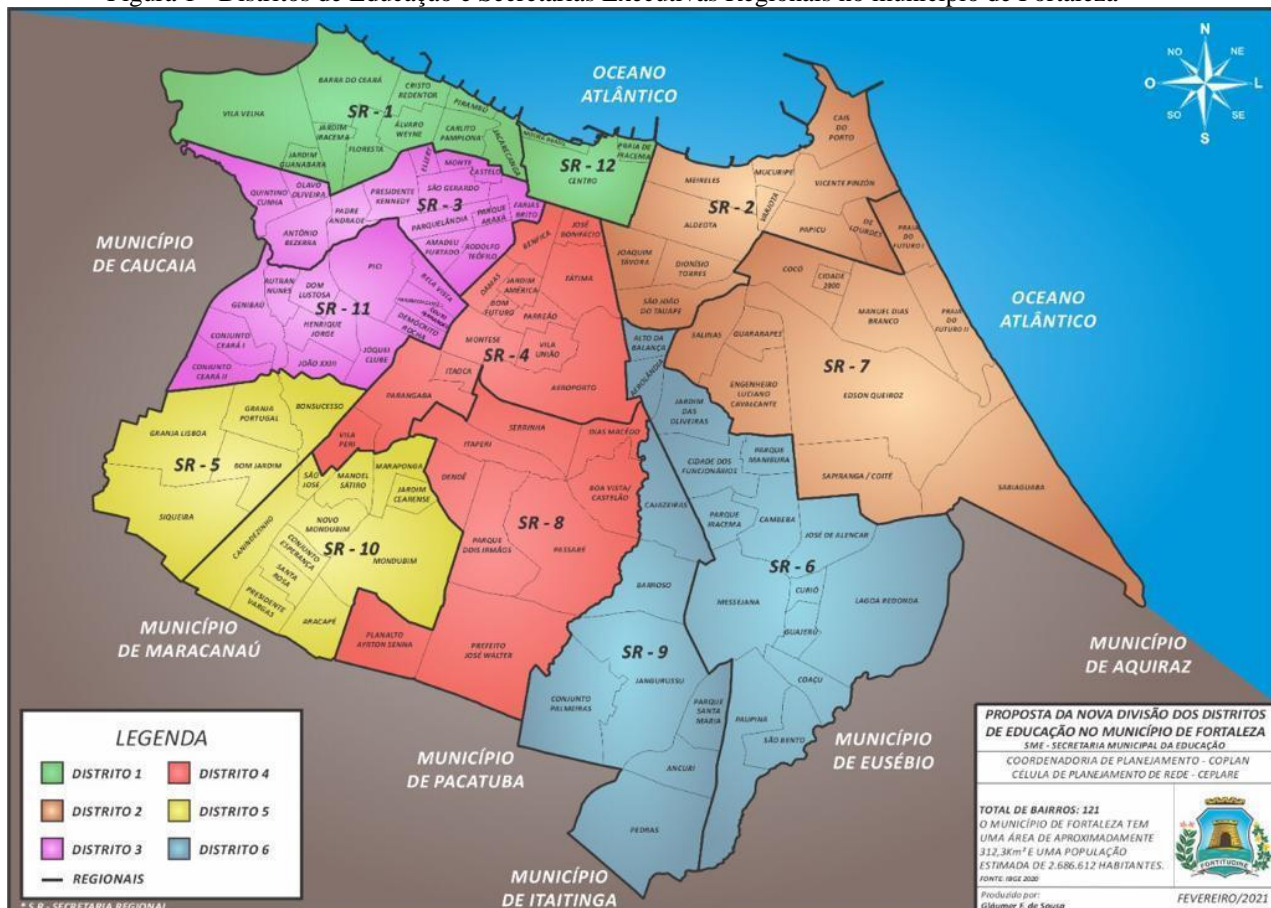 Figura 1 - Distritos de Educação e Secretarias Executivas Regionais no município de Fortaleza
N
NO
NE
O
L
SO
SE
S
OCEANO
ATLÂNTICO
BARRA DO CEARÁ
CRISTO
REDENTOR
PIRAMBÚ
VILA VELHA
SR - 1
JARDIM
IRACEMA
ÁLVARO
WEYNE
CARLITO
PAMPLONA
JACARECANGA
FLORESTA
JARDIM
GUANABARA
MOURA BRASIL
PRAIA DE
IRACEMA
SR - 12
CENTRO
CAIS
DO
PORTO
MEIRELES
MUCURIPE
VICENTE PINZÓN
VARJOTA
SR - 2
ALDEOTA
PAPICU
DE
LOURDES
PRAIA
DO
FUTURO I
JOAQUIM
TÁVORA
DIONÍSIO
TORRES
SÃO JOÃO
DO TAUAPE
QUINTINO
CUNHA
OLAVO
OLIVEIRA
ELLERY
MONTE
CASTELO
PRESIDENTE
KENNEDY
SÃO GERARDO
SR - 3
PADRE
ANDRADE
FARIAS
BRITO
PARQUE
ARAXÁ
PARQUELÂNDIA
ANTÔNIO
BEZERRA
AMADEU
FURTADO
RODOLFO
TEÓFILO
MUNICÍPIO
DE CAUCAIA
PICI
BELA VISTA
AUTRAN
NUNES
DOM
LUSTOSA
GENIBAÚ
SR - 11
HENRIQUE
JORGE
DEMÓCRITO
ROCHA
CONJUNTO
CEARÁ I
JÓQUEI
CLUBE
JOÃO XXIII
CONJUNTO
CEARÁ II
JOSÉ
BONIFÁCIO
BENFICA
FÁTIMA
DAMAS
JARDIM
AMÉRICA
BOM
FUTURO
PARREÃO
MONTESE
VILA
UNIÃO
SR - 4
ITAOCA
AEROPORTO
PARANGABA
VILA
PERI
COCÓ
CIDADE
2000
MANUEL DIAS
BRANCO
PRAIA
DO
FUTURO II
OCEANO
ATLÂNTICO
SALINAS
GUARARAPES
SR - 7
ENGENHEIRO
LUCIANO
CAVALCANTE
EDSON QUEIROZ
SAPIRANGA / COITÉ
SABIAGUABA
GRANJA
PORTUGAL
BONSUCESSO
GRANJA LISBOA
SR - 5
BOM JARDIM
SIQUEIRA
SÃO
JOSÉ
MANOEL
SÁTIRO
MARAPONGA
JARDIM
CEARENSE
CANINDEZINHO
NOVO
MONDUBIM
CONJUNTO
ESPERANÇA
SR - 10
MONDUBIM
SANTA
ROSA
PRESIDENTE
VARGAS
ARACAPÉ
SERRINHA
DIAS MACÊDO
ITAPERI
DENDÊ
BOA VISTA/
CASTELÃO
SR - 8
PARQUE
DOIS IRMÃOS
PASSARÉ
PLANALTO
AYRTON SENNA
PREFEITO
JOSÉ WALTER
ALTO DA
BALANÇA
AEROLÂNDIA
JARDIM
DAS
OLIVEIRAS
CIDADE DOS
FUNCIONÁRIOS
PARQUE
MANIBURA
CAJAZEIRAS
PARQUE
IRACEMA
CAMBEBA
JOSÉ DE ALENCAR
SR - 6
BARROSO
MESSEJANA
CURIÓ
LAGOA REDONDA
GUAJERÚ
SR - 9
JANGURUSSU
COAÇU
CONJUNTO
PALMEIRAS
PARQUE
SANTA
MARIA
PAUPINA
SÃO BENTO
ANCURI
PEDRAS
MUNICÍPIO
DE MARACANAÚ
MUNICÍPIO
DE PACATUBA
MUNICÍPIO
DE ITAITINGA
MUNICÍPIO
DE EUSÉBIO
MUNICÍPIO
DE AQUIRAZ
LEGENDA
DISTRITO 1
DISTRITO 4
DISTRITO 2
DISTRITO 5
DISTRITO 3
DISTRITO 6
REGIONAIS
* S.R - SECRETARIA REGIONAL
PROPOSTA DA NOVA DIVISÃO DOS DISTRITOS
DE EDUCAÇÃO NO MUNICÍPIO DE FORTALEZA
SME - SECRETARIA MUNICIPAL DA EDUCAÇÃO
COORDENADORIA DE PLANEJAMENTO - COPLAN
CÉLULA DE PLANEJAMENTO DE REDE - CEPLARE
TOTAL DE BAIRROS: 121
O MUNICÍPIO DE FORTALEZA TEM
UMA ÁREA DE APROXIMADAMENTE
312,3Km² E UMA POPULAÇÃO
ESTIMADA DE 2.686.612 HABITANTES.
FONTE: IBGE 2020
FORTITUDINE
Produzido por:
Gláumer F. de Sousa
FEVEREIRO/2021